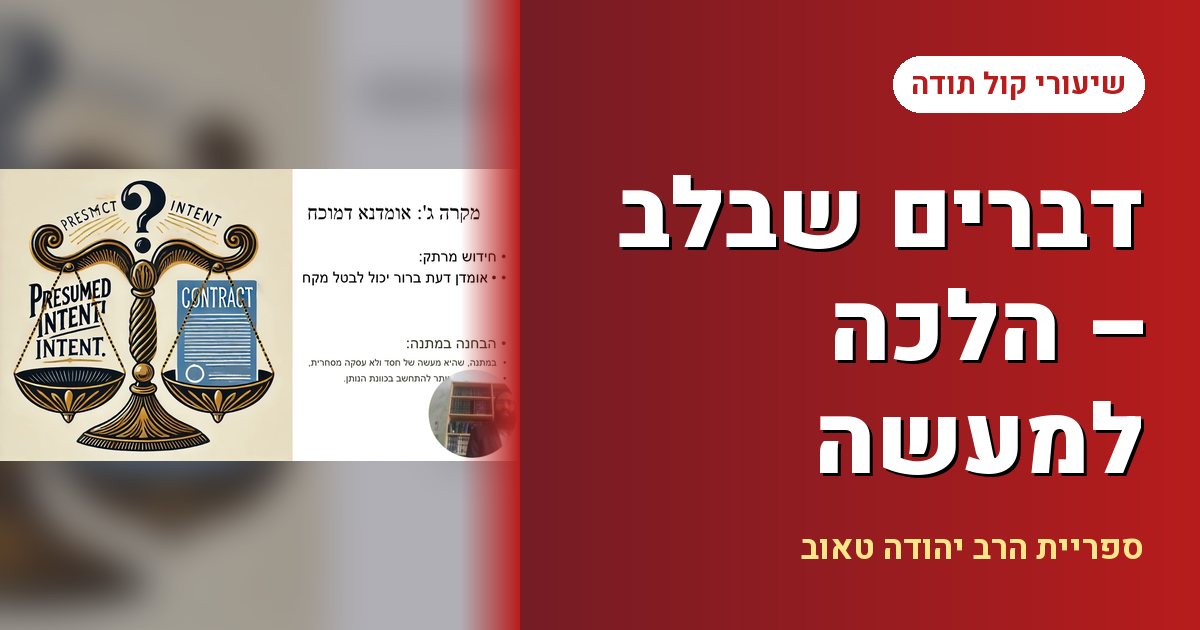 שיעורי קול תודה
דברים שבלב
– הלכה
למעשה
ספריית הרב יהודה טאוב
מקרה ג': אומדנא דמוכח
• חידוש מרתק:
• • אומדן דעת ברור יכול לבטל מקח
• הבחנה במתנה:
• במתנה, שהיא מעשה של חסד ולא עסקה מסחרית,
להתחשב בכוונת הנותן.
PRESMCT ? INTENT
PRESUMED
INTENT'
INTENT.
CONTRACT